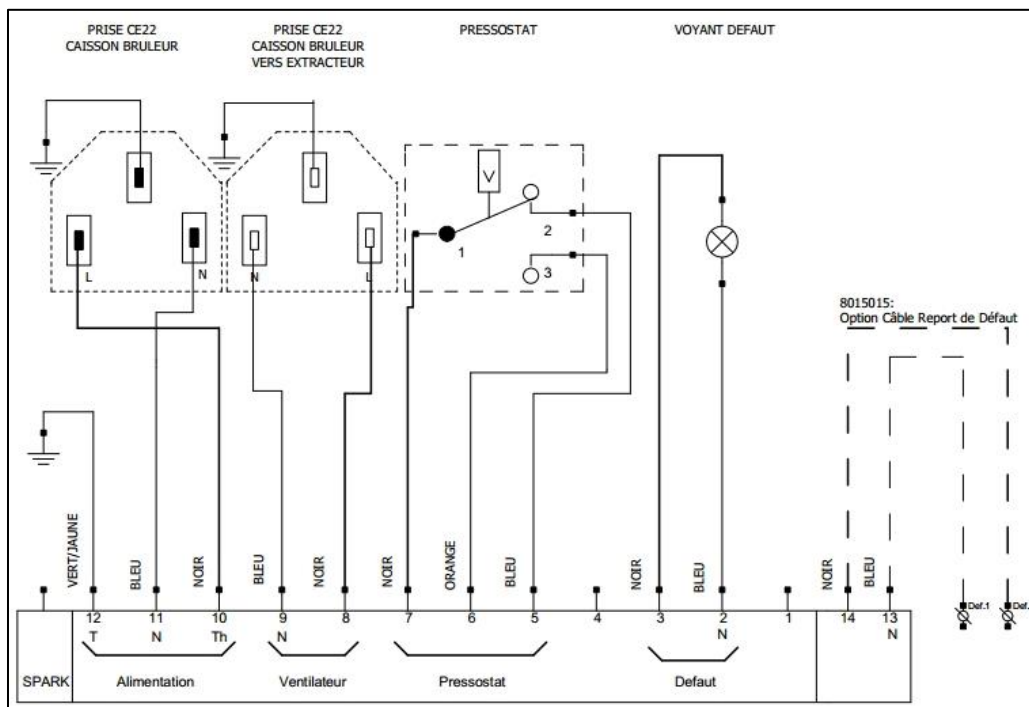 PRISE CE22
CAISSON BRULEUR
PRISE CE22
CAISSON BRULEUR
VERS EXTRACTEUR
PRESSOSTAT
VOYANT DEFAUT
V
L
N
N
L
1
2
3
8015015:
Option Câble Report de Défaut
VERT/JAUNE
BLEU
NOIR
BLEU
NOIR
NOIR
ORANGE
BLEU
NOIR
BLEU
NOIR
BLEU
Def.1
Def.
12 11 10 9 8 7 6 5 4 3 2 1 14 13
T N Th N N N
SPARK Alimentation Ventilateur Pressostat Defaut